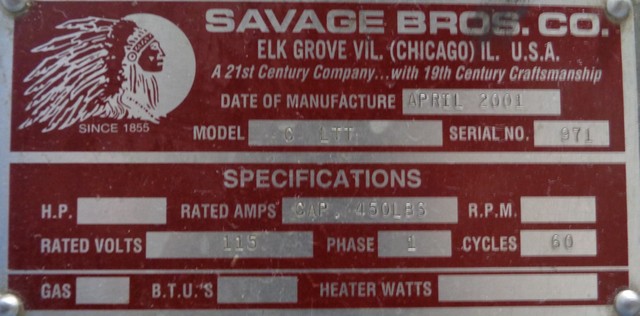 SAVAGE BROS. CO.
ELK GROVE VIL. (CHICAGO) IL. U.S.A.
A 21st Century Company...with 19th Century Craftsmanship
SINCE 1855
DATE OF MANUFACTURE APRIL 2001
MODEL LTT SERIAL NO. 971
SPECIFICATIONS
H.P. RATED AMPS CAP. 450LBS R.P.M.
RATED VOLTS 115 PHASE 1 CYCLES 60
GAS B.T.U.'S HEATER WATTS